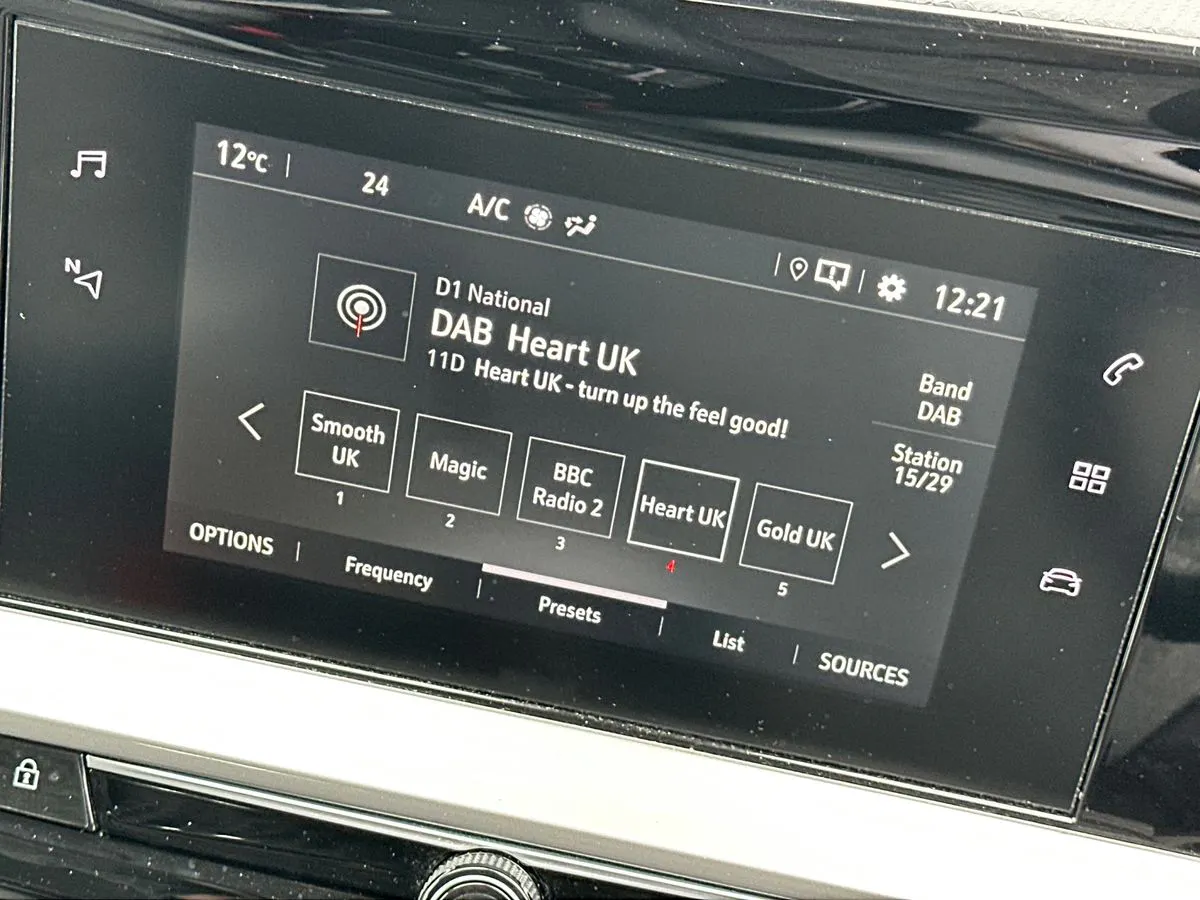 12°C
24
A/C
12:21
N
D1 National
DAB Heart UK
11D Heart UK - turn up the feel good!
Band
DAB
Station
15/29
Smooth
UK
1
Magic
2
BBC
Radio 2
3
Heart UK
4
Gold UK
5
OPTIONS
Frequency
Presets
List
SOURCES